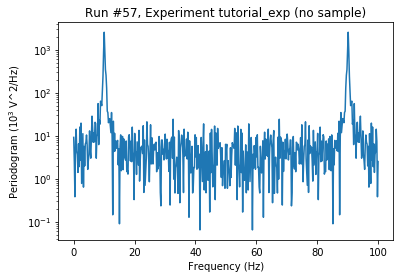 Run #57, Experiment tutorial_exp (no sample)
Periodogram (10³ V^2/Hz)
10³
10²
10¹
10⁰
10⁻¹
0 20 40 60 80 100
Frequency (Hz)